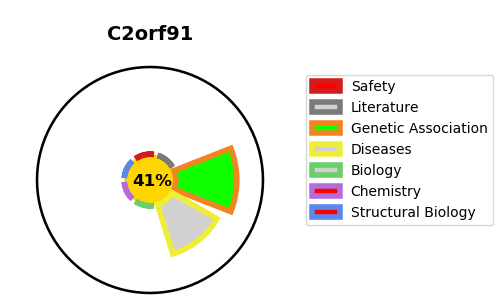 C2orf91
41%
Safety
Literature
Genetic Association
Diseases
Biology
Chemistry
Structural Biology